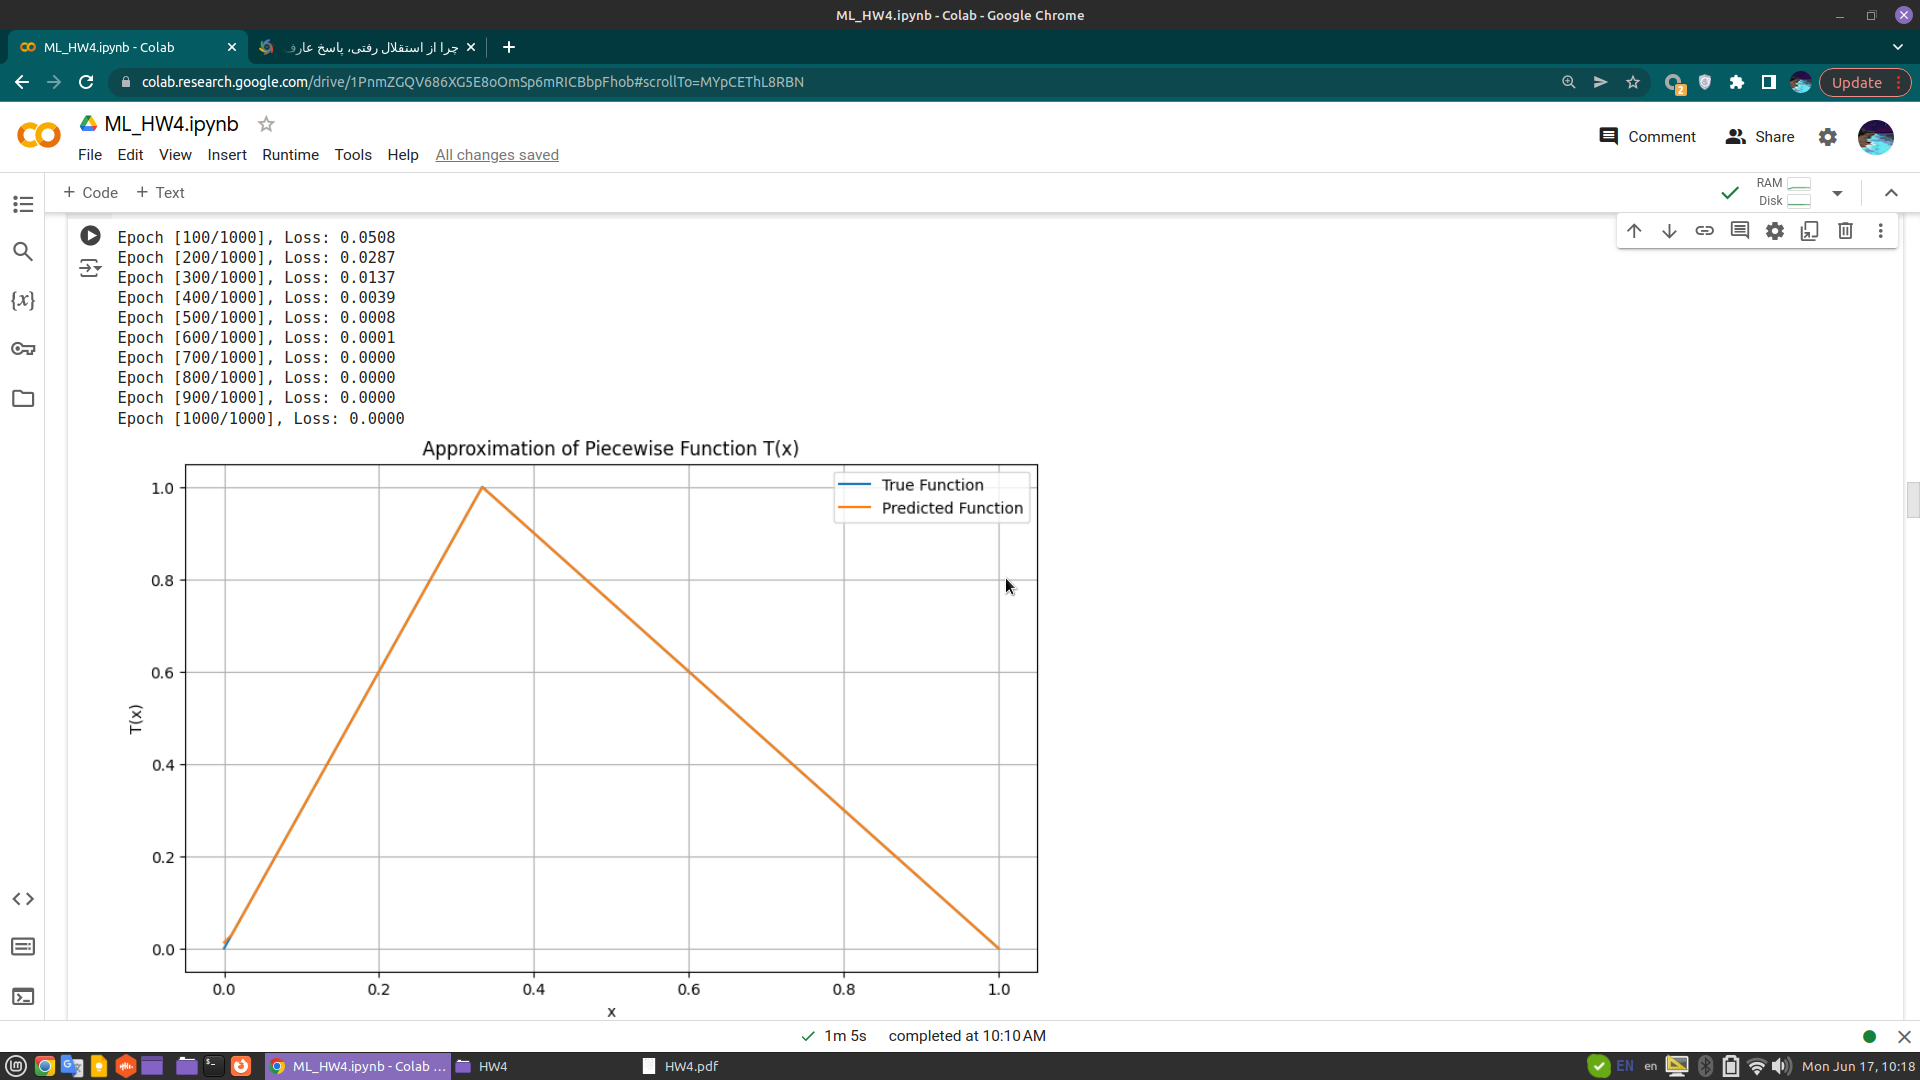 ML_HW4.ipynb - Colab - Google Chrome
ML_HW4.ipynb - Colab
چرا از استقلال رفتی، پاسخ عارف
colab.research.google.com/drive/1PnmZGQV686XG5E8oOmSp6mRICBbpFhob#scrollTo=MYpCEThL8RBN
2
Update
ML_HW4.ipynb
File Edit View Insert Runtime Tools Help All changes saved
Comment Share
+ Code + Text
RAM
Disk
{x}
Epoch [100/1000], Loss: 0.0508
Epoch [200/1000], Loss: 0.0287
Epoch [300/1000], Loss: 0.0137
Epoch [400/1000], Loss: 0.0039
Epoch [500/1000], Loss: 0.0008
Epoch [600/1000], Loss: 0.0001
Epoch [700/1000], Loss: 0.0000
Epoch [800/1000], Loss: 0.0000
Epoch [900/1000], Loss: 0.0000
Epoch [1000/1000], Loss: 0.0000
Approximation of Piecewise Function T(x)
True Function
Predicted Function
1.0
0.8
0.6
0.4
0.2
0.0
T(x)
0.0 0.2 0.4 0.6 0.8 1.0
x
1m 5s completed at 10:10 AM
ML_HW4.ipynb - Colab ...
HW4
HW4.pdf
EN
en
Mon Jun 17, 10:18